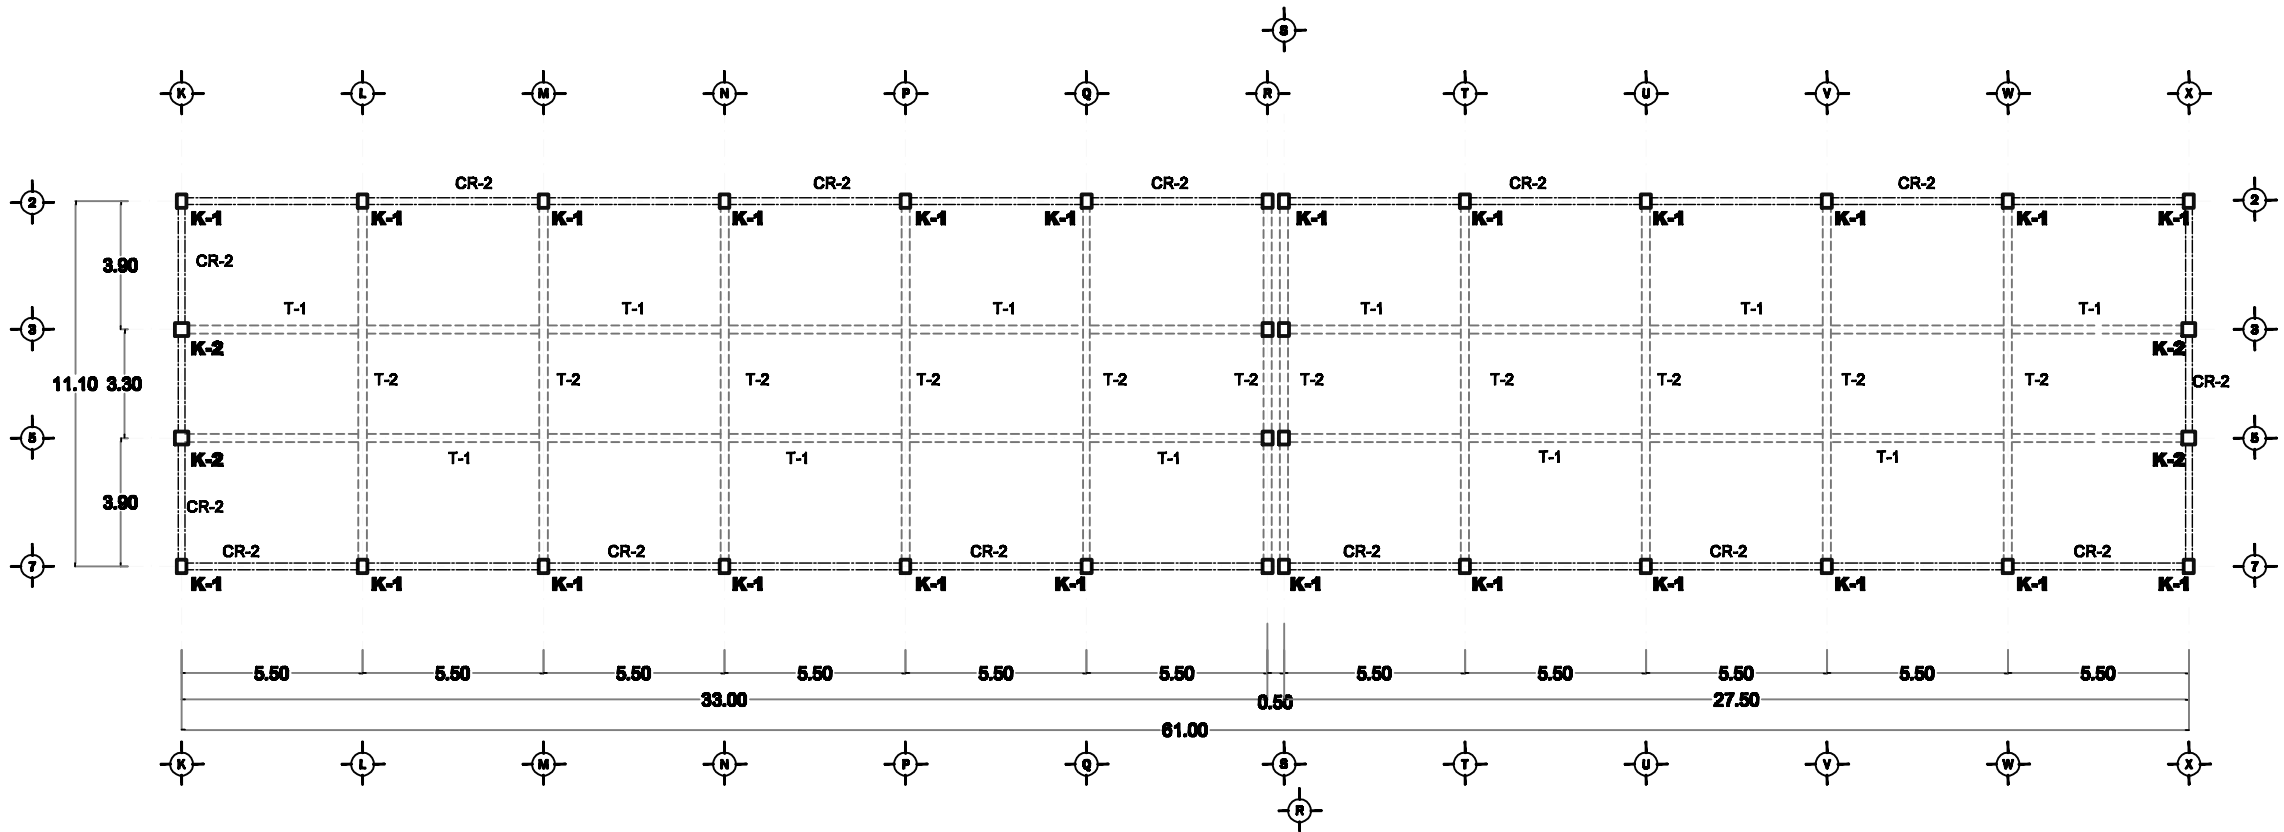 S
K L M N P Q R T U V W X
CR-2 CR-2 CR-2 CR-2 CR-2
2 2
K-1 K-1 K-1 K-1 K-1 K-1 K-1 K-1 K-1 K-1 K-1 K-1
CR-2
3.90
T-1 T-1 T-1 T-1 T-1 T-1
3 3
K-2 K-2
11.10 3.30 T-2 T-2 T-2 T-2 T-2 T-2 T-2 T-2 T-2 T-2 T-2 CR-2
5 5
K-2 T-1 T-1 T-1 T-1 T-1 K-2
3.90 CR-2
CR-2 CR-2 CR-2 CR-2 CR-2 CR-2
7 7
K-1 K-1 K-1 K-1 K-1 K-1 K-1 K-1 K-1 K-1 K-1 K-1
5.50 5.50 5.50 5.50 5.50 5.50 5.50 5.50 5.50 5.50 5.50
33.00 0.50 27.50
61.00
K L M N P Q S T U V W X
R